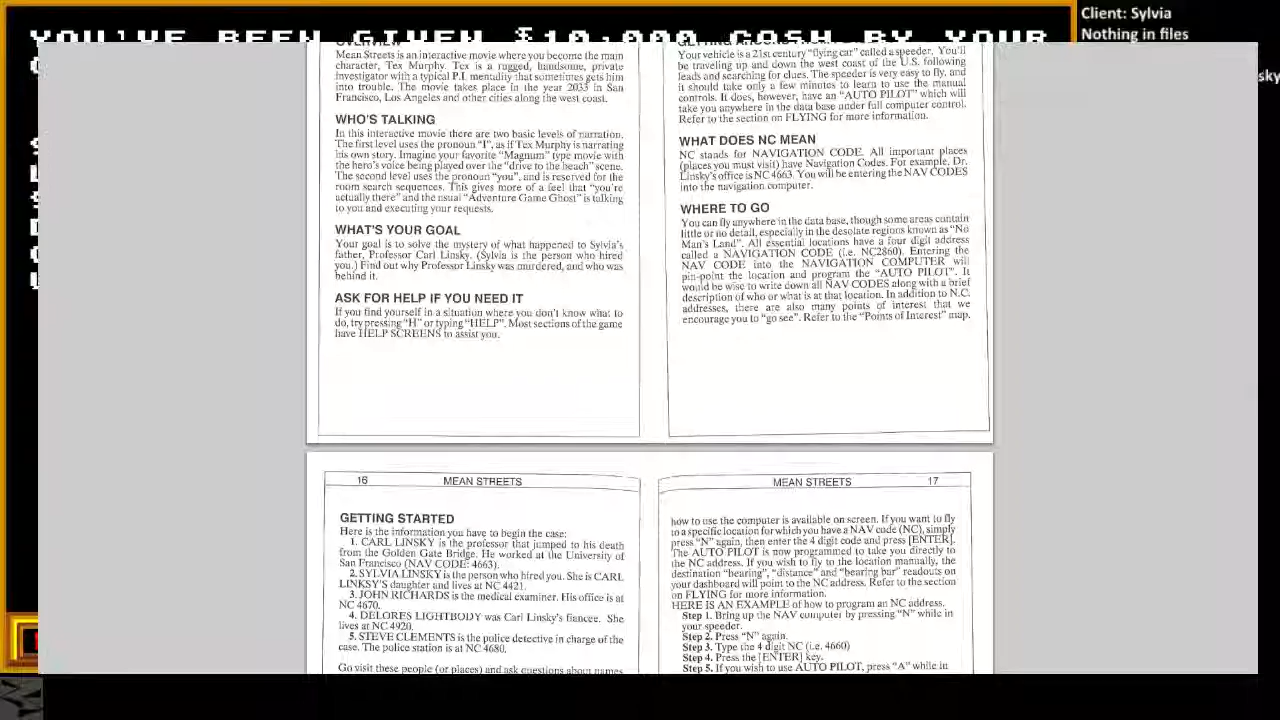 YOU'VE BEEN GIVEN $10,000 CASH BY YOUR
Client: Sylvia
Nothing in files
OVERVIEW
Mean Streets is an interactive movie where you become the main
character, Tex Murphy. Tex is a rugged, handsome, private
investigator with a typical P.I. mentality that sometimes gets him
into trouble. The movie takes place in the year 2033 in San
Francisco, Los Angeles and other cities along the west coast.
WHO'S TALKING
In this interactive movie there are two basic levels of narration.
The first level uses the pronoun "I", as if Tex Murphy is narrating
his own story. Imagine your favorite "Magnum" type movie with
the hero's voice being played over the "drive to the beach" scene.
The second level uses the pronoun "you", and is reserved for the
room search sequences. This gives more of a feel that "you're
actually there" and the usual "Adventure Game Ghost" is talking
to you and executing your requests.
WHAT'S YOUR GOAL
Your goal is to solve the mystery of what happened to Sylvia's
father, Professor Carl Linsky. (Sylvia is the person who hired
you.) Find out why Professor Linsky was murdered, and who was
behind it.
ASK FOR HELP IF YOU NEED IT
If you find yourself in a situation where you don't know what to
do, try pressing "H" or typing "HELP". Most sections of the game
have HELP SCREENS to assist you.
Your vehicle is a 21st century "flying car" called a speeder. You'll
be traveling up and down the west coast of the U.S. following
leads and searching for clues. The speeder is very easy to fly, and
it should take only a few minutes to learn to use the manual
controls. It does, however, have an "AUTO PILOT" which will
take you anywhere in the data base under full computer control.
Refer to the section on FLYING for more information.
WHAT DOES NC MEAN
NC stands for NAVIGATION CODE. All important places
(places you must visit) have Navigation Codes. For example, Dr.
Linsky's office is NC 4663. You will be entering the NAV CODES
into the navigation computer.
WHERE TO GO
You can fly anywhere in the data base, though some areas contain
little or no detail, especially in the desolate regions known as "No
Man's Land". All essential locations have a four digit address
called a NAVIGATION CODE (i.e. NC2860). Entering the
NAV CODE into the NAVIGATION COMPUTER will
pin-point the location and program the "AUTO PILOT". It
would be wise to write down all NAV CODES along with a brief
description of who or what is at that location. In addition to N.C.
addresses, there are also many points of interest that we
encourage you to "go see". Refer to the "Points of Interest" map.
16 MEAN STREETS
GETTING STARTED
Here is the information you have to begin the case:
1. CARL LINSKY is the professor that jumped to his death
from the Golden Gate Bridge. He worked at the University of
San Francisco (NAV CODE: 4663).
2. SYLVIA LINSKY is the person who hired you. She is CARL
LINKSY'S daughter and lives at NC 4421.
3. JOHN RICHARDS is the medical examiner. His office is at
NC 4670.
4. DELORES LIGHTBODY was Carl Linsky's fiancee. She
lives at NC 4920.
5. STEVE CLEMENTS is the police detective in charge of the
case. The police station is at NC 4680.
Go visit these people (or places) and ask questions about names
MEAN STREETS 17
how to use the computer is available on screen. If you want to fly
to a specific location for which you have a NAV code (NC), simply
press "N" again, then enter the 4 digit code and press [ENTER].
The AUTO PILOT is now programmed to take you directly to
the NC address. If you wish to fly to the location manually, the
destination "bearing", "distance" and "bearing bar" readouts on
your dashboard will point to the NC address. Refer to the section
on FLYING for more information.
HERE IS AN EXAMPLE of how to program an NC address.
Step 1. Bring up the NAV computer by pressing "N" while in
your speeder.
Step 2. Press "N" again.
Step 3. Type the 4 digit NC (i.e. 4660)
Step 4. Press the [ENTER] key.
Step 5. If you wish to use AUTO PILOT, press "A" while in